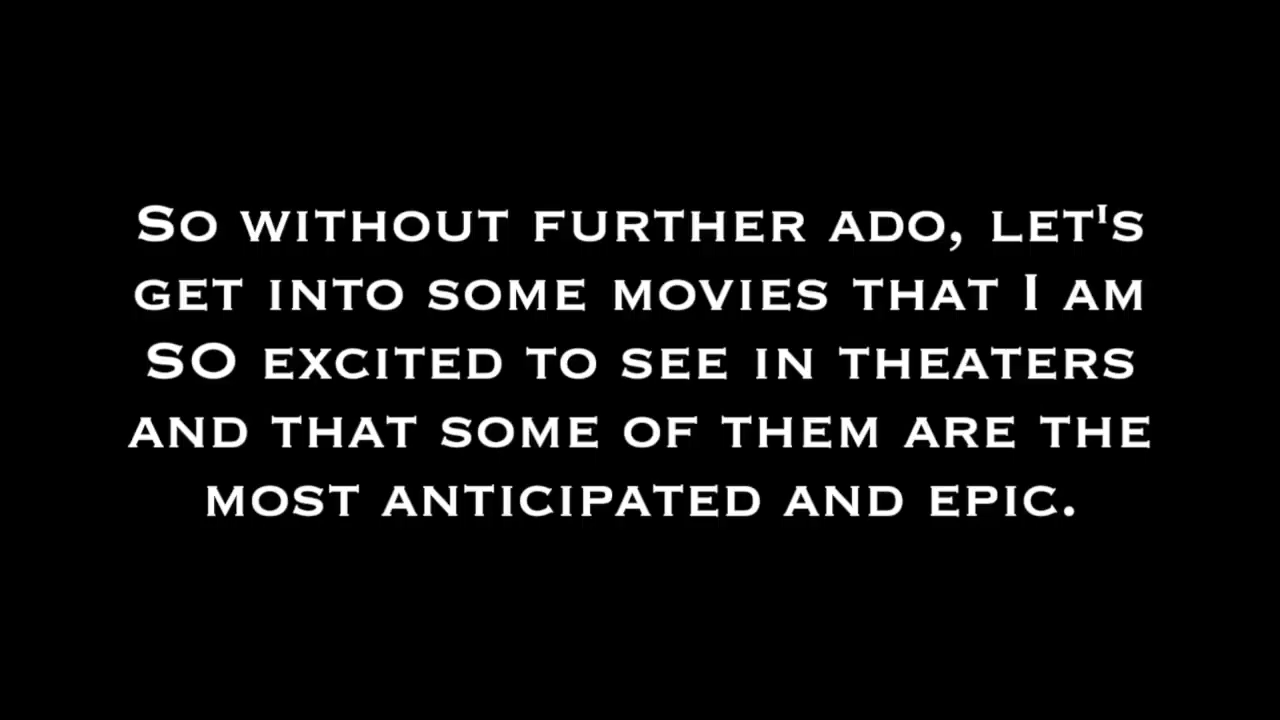 So without further ado, let's
get into some movies that I am
SO excited to see in theaters
and that some of them are the
most anticipated and epic.